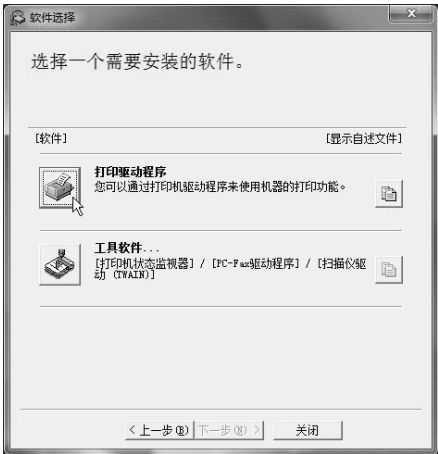 软件选择
选择一个需要安装的软件。
[软件] [显示自述文件]
打印驱动程序
您可以通过打印机驱动程序来使用机器的打印功能。
工具软件...
[打印机状态监视器] / [PC-Fax驱动程序] / [扫描仪驱
动 (TWAIN)]
< 上一步(B) 下一步(N) > 关闭